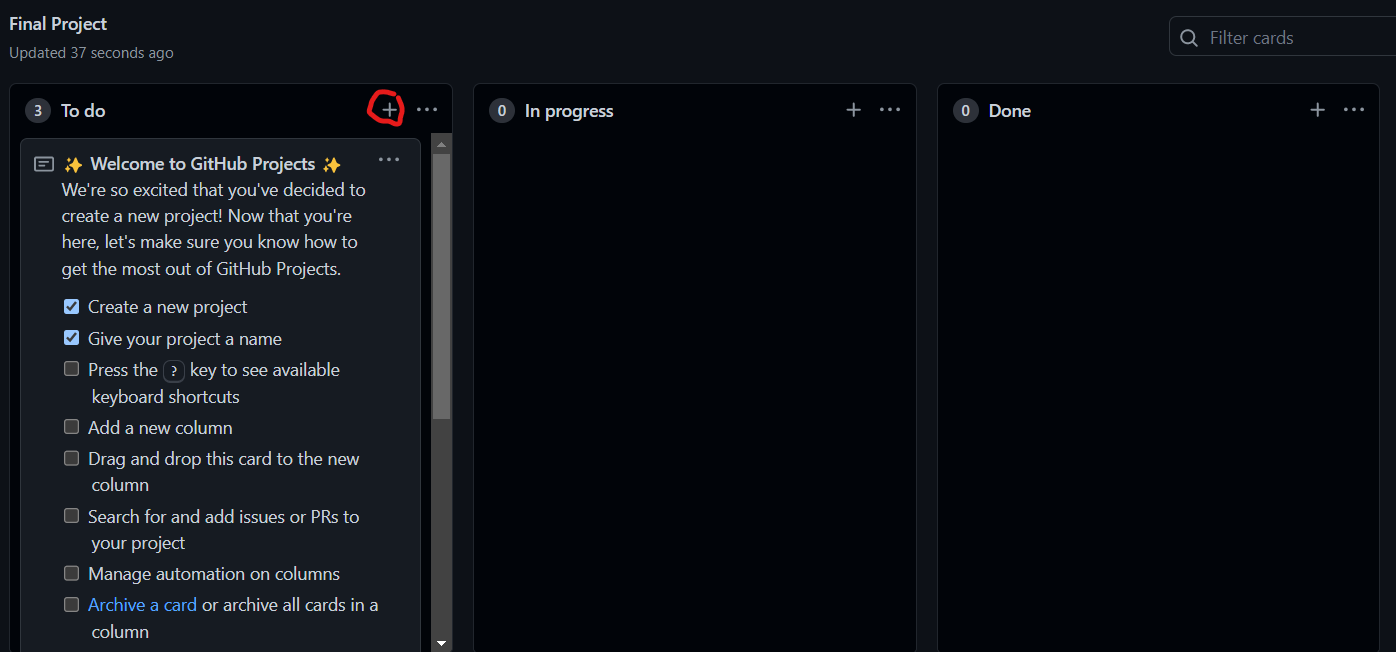 Final Project
Updated 37 seconds ago
Filter cards
3 To do
✨ Welcome to GitHub Projects ✨
We're so excited that you've decided to
create a new project! Now that you're
here, let's make sure you know how to
get the most out of GitHub Projects.
Create a new project
Give your project a name
Press the ? key to see available
keyboard shortcuts
Add a new column
Drag and drop this card to the new
column
Search for and add issues or PRs to
your project
Manage automation on columns
Archive a card or archive all cards in a
column
0 In progress
0 Done